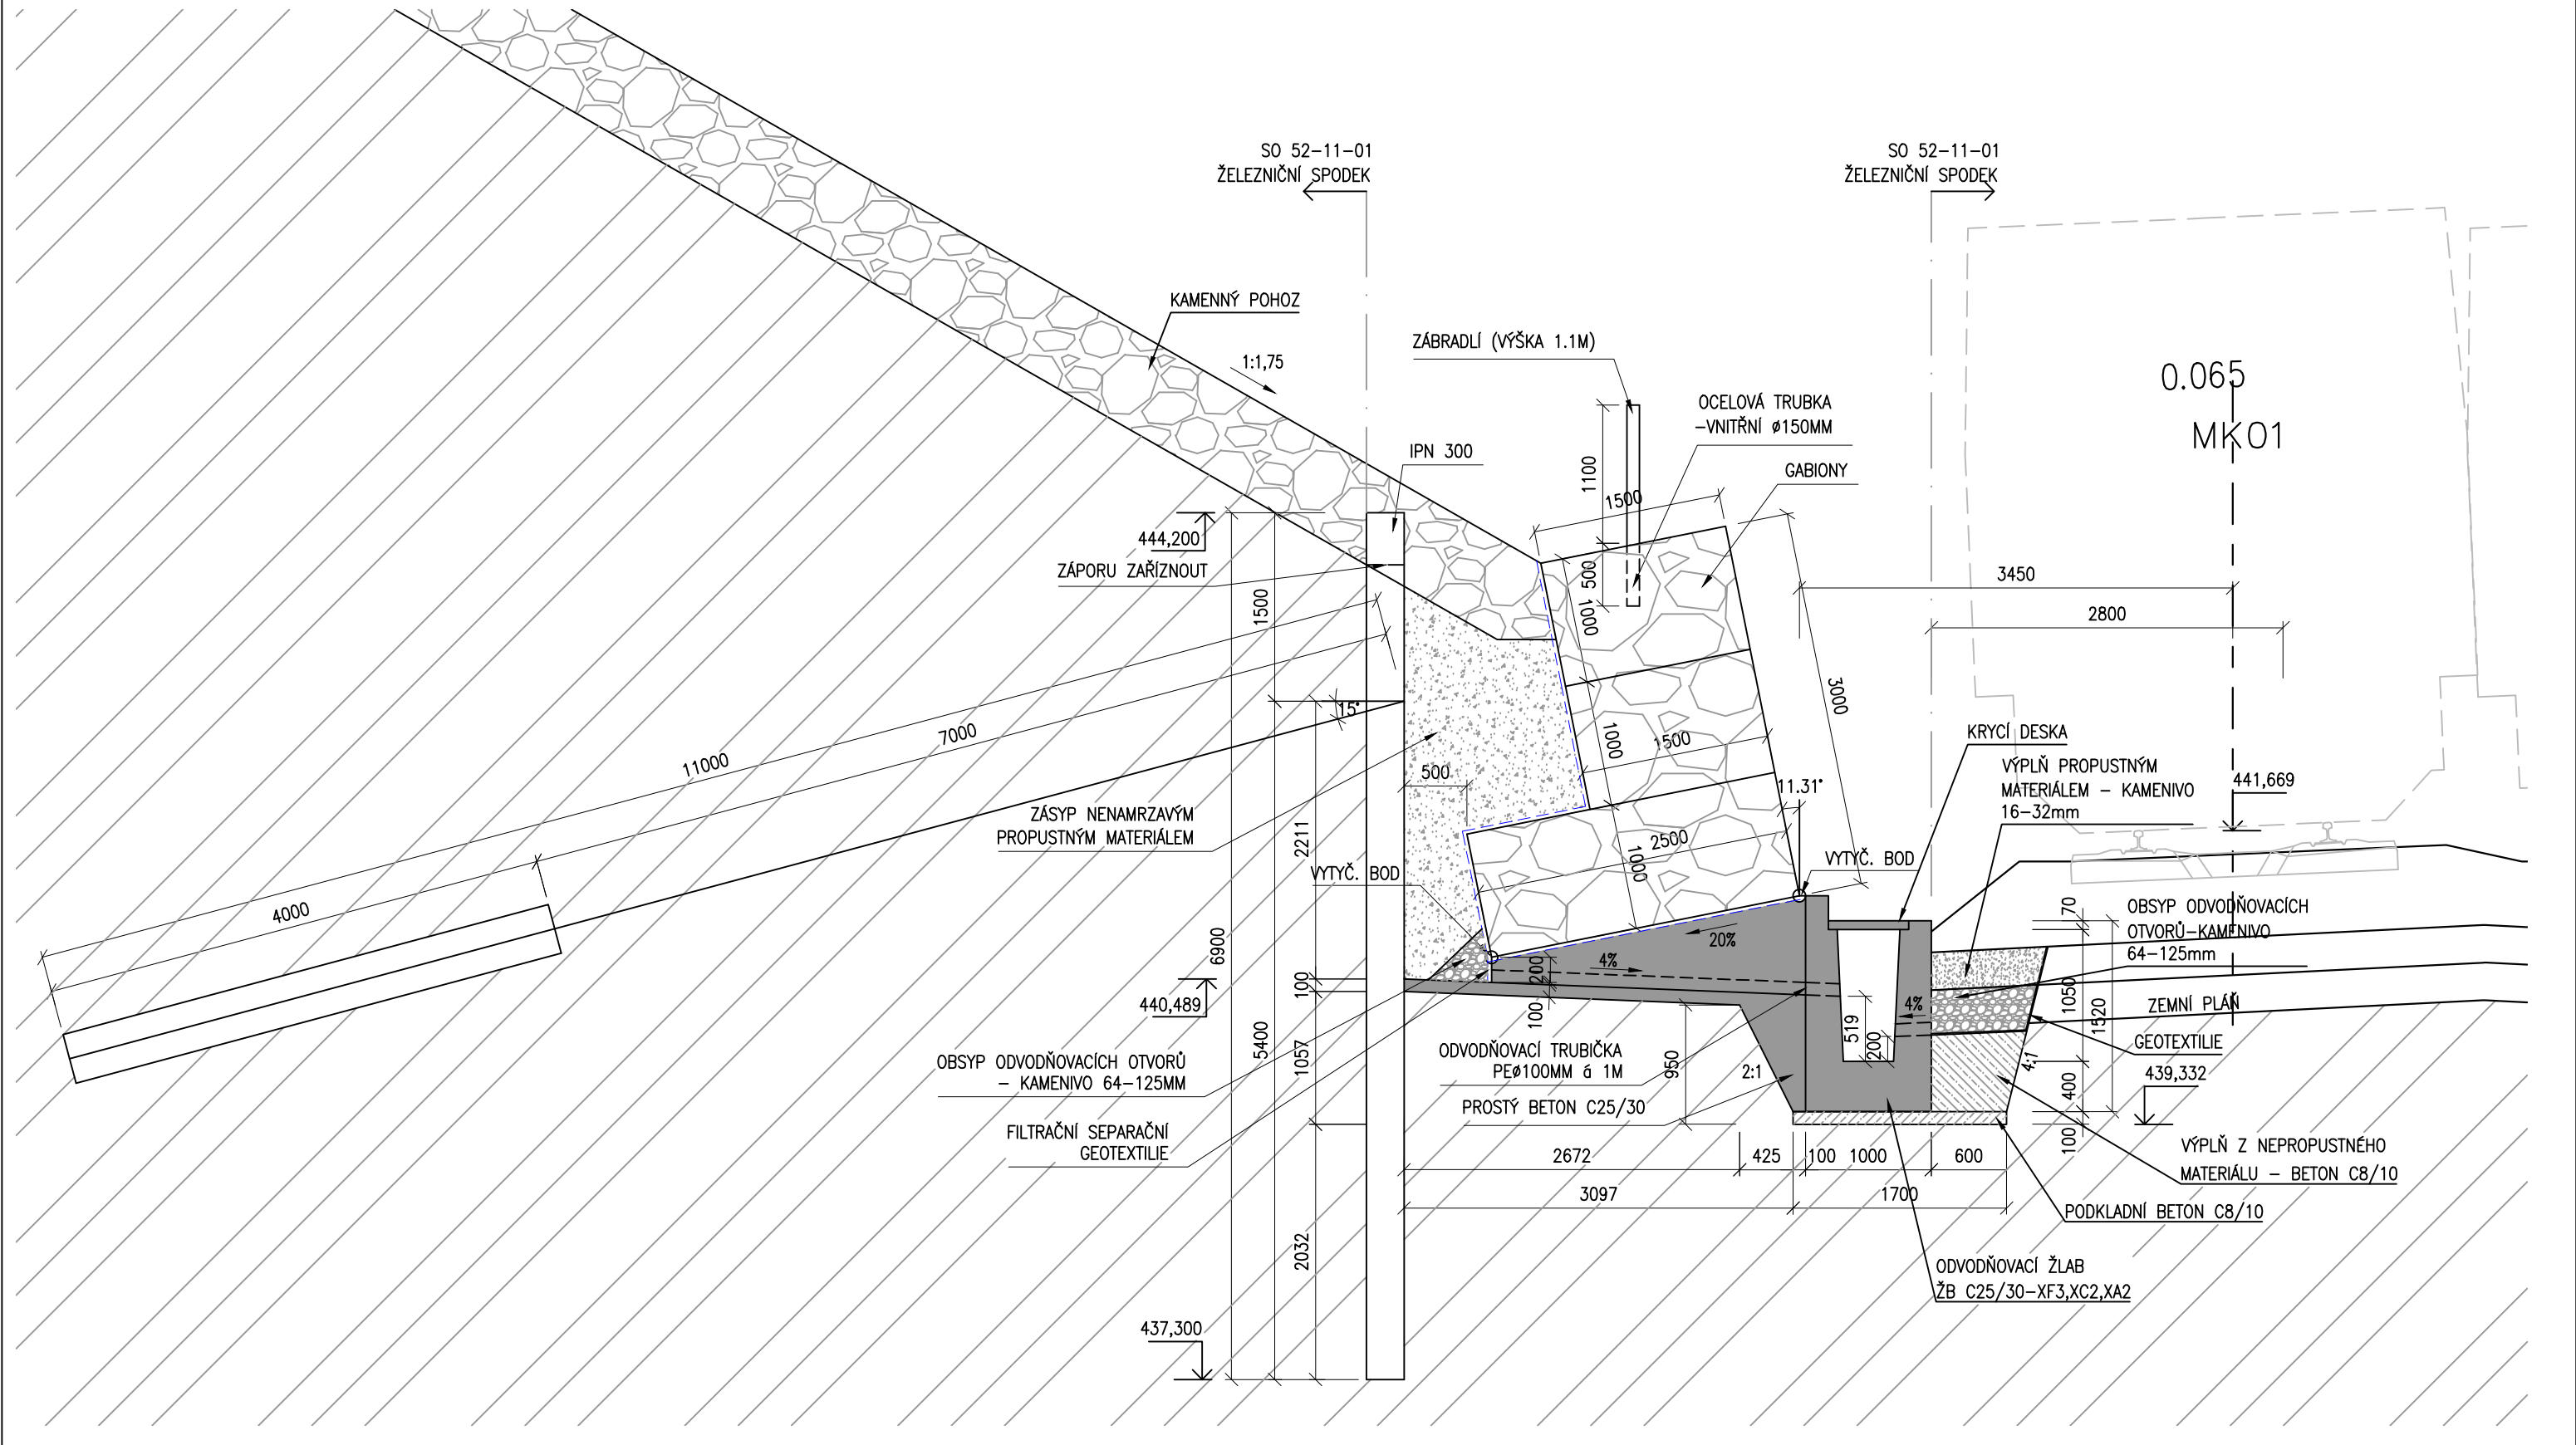 SO 52-11-01
ŽELEZNIČNÍ SPODEK
SO 52-11-01
ŽELEZNIČNÍ SPODEK
KAMENNÝ POHOZ
1:1,75
ZÁBRADLÍ (VÝŠKA 1.1M)
OCELOVÁ TRUBKA
-VNITŘNÍ ø150MM
GABIONY
IPN 300
0.065
MK01
1100
1500
500
1000
444,200
ZÁPORU ZAŘÍZNOUT
1500
3450
2800
3000
15°
11000
7000
4000
1000
1500
500
11.31°
KRYCÍ DESKA
VÝPLŇ PROPUSTNÝM
MATERIÁLEM - KAMENIVO
16-32mm
441,669
ZÁSYP NENAMRZAVÝM
PROPUSTNÝM MATERIÁLEM
2211
2500
1000
VYTYČ. BOD
VYTYČ. BOD
70
OBSYP ODVODŇOVACÍCH
OTVORŮ-KAMENIVO
64-125mm
6900
20%
4%
200
100
440,489
100
5400
1057
950
519
200
4%
1050
1520
ZEMNÍ PLÁŇ
GEOTEXTILIE
4:1
439,332
400
100
OBSYP ODVODŇOVACÍCH OTVORŮ
- KAMENIVO 64-125MM
ODVODŇOVACÍ TRUBIČKA
PEø100MM á 1M
2:1
PROSTÝ BETON C25/30
FILTRAČNÍ SEPARAČNÍ
GEOTEXTILIE
2672
425
100
1000
600
3097
1700
VÝPLŇ Z NEPROPUSTNÉHO
MATERIÁLU - BETON C8/10
PODKLADNÍ BETON C8/10
2032
ODVODŇOVACÍ ŽLAB
ŽB C25/30-XF3,XC2,XA2
437,300